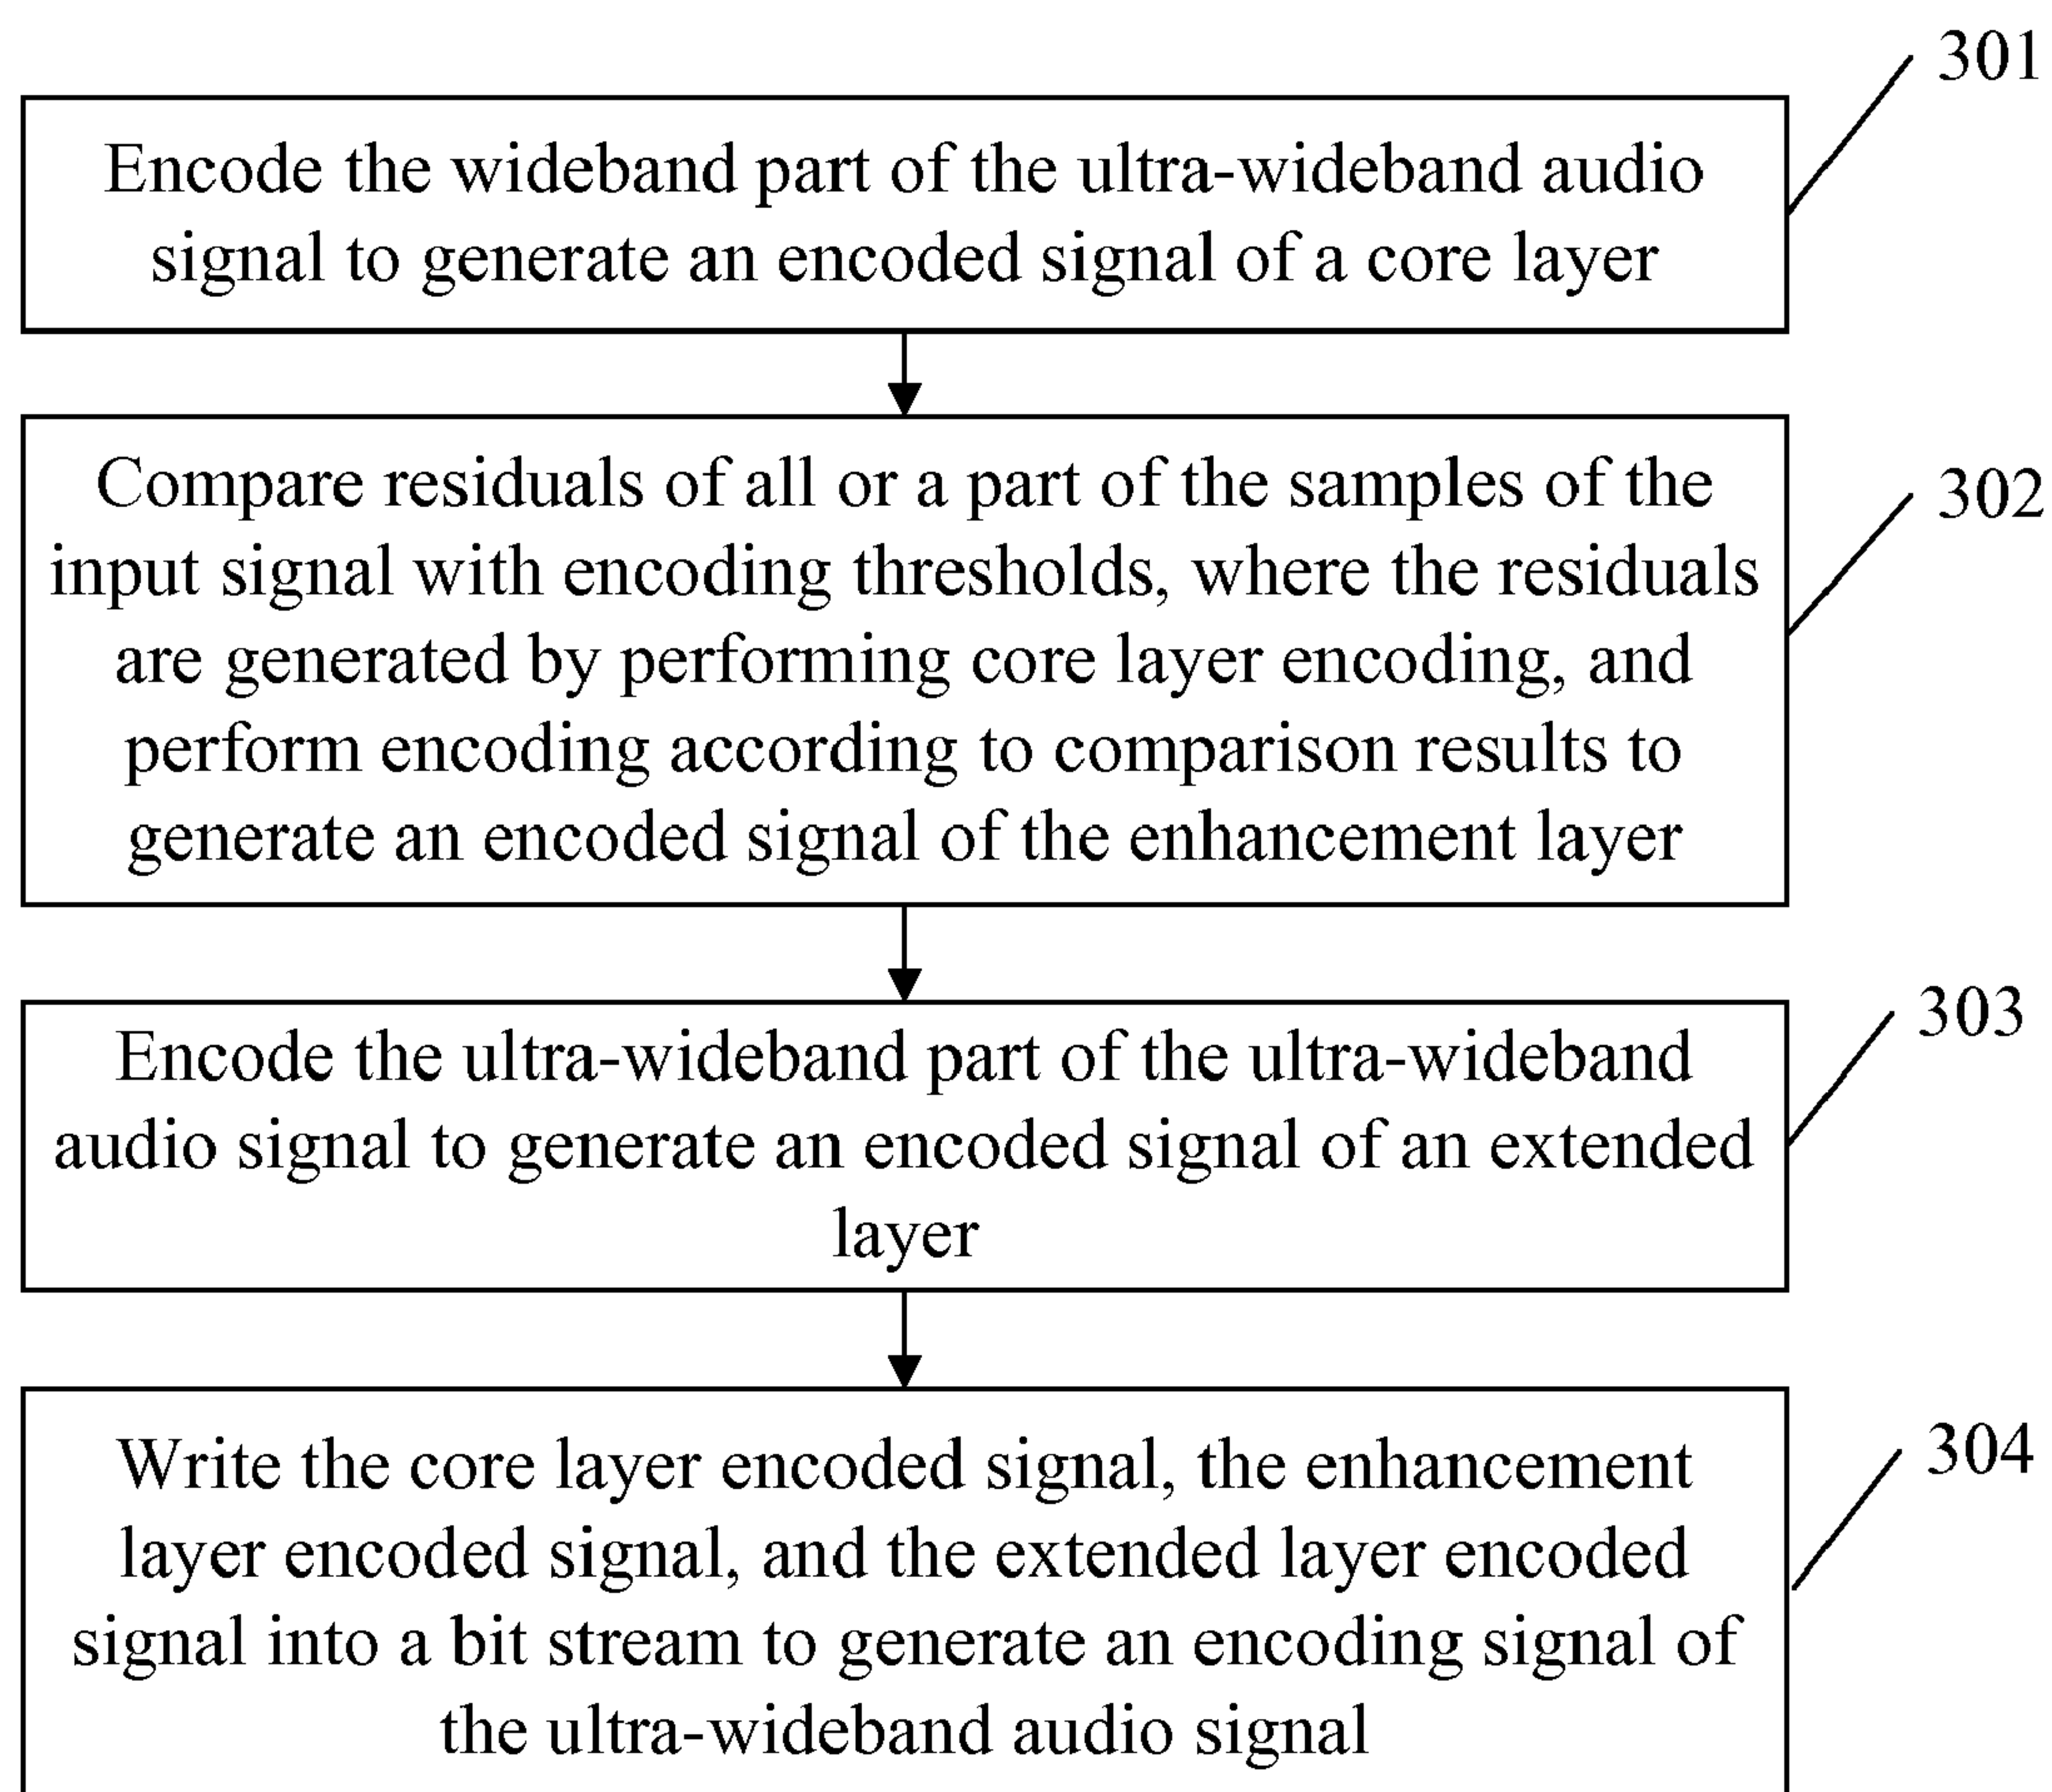 301
Encode the wideband part of the ultra-wideband audio
signal to generate an encoded signal of a core layer
Compare residuals of all or a part of the samples of the
302
input signal with encoding thresholds, where the residuals
are generated by performing core layer encoding, and
perform encoding according to comparison results to
generate an encoded signal of the enhancement layer
303
Encode the ultra-wideband part of the ultra-wideband
audio signal to generate an encoded signal of an extended
layer
304
Write the core layer encoded signal, the enhancement
layer encoded signal, and the extended layer encoded
signal into a bit stream to generate an encoding signal of
the ultra-wideband audio signal